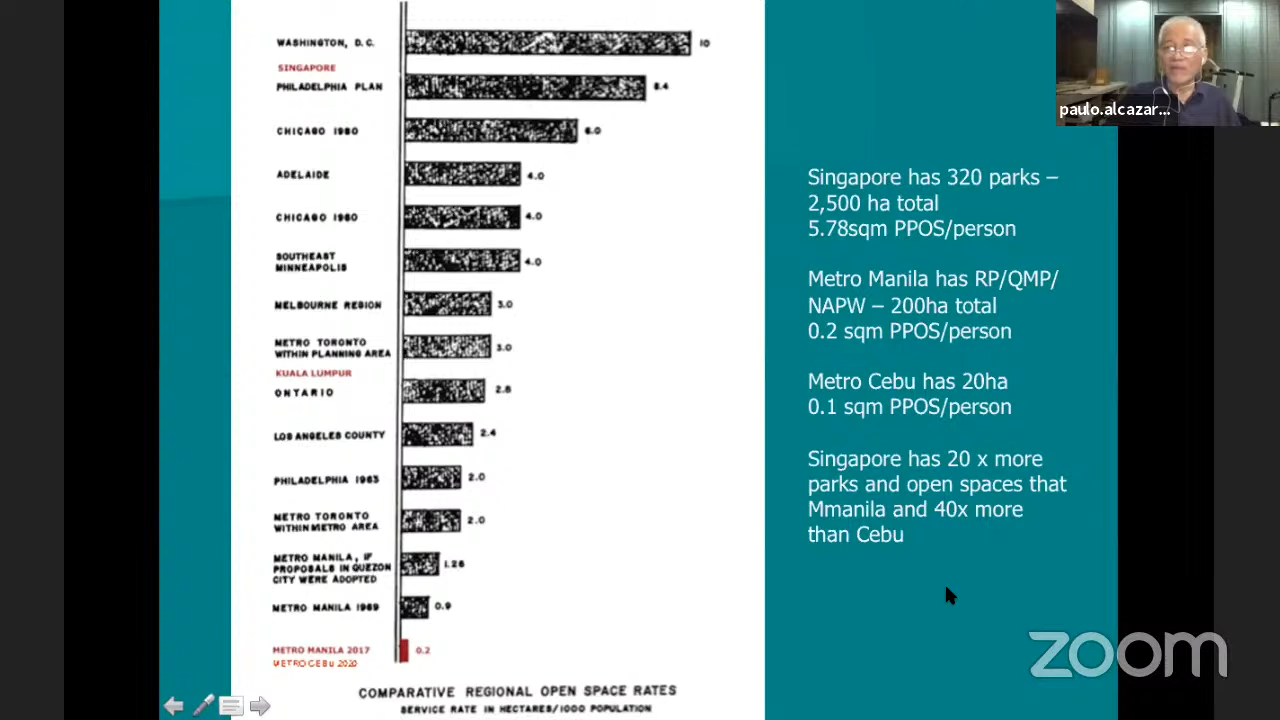 WASHINGTON, D.C.
10
SINGAPORE
PHILADELPHIA PLAN
8.4
CHICAGO 1980
6.0
ADELAIDE
4.0
CHICAGO 1960
4.0
SOUTHEAST
MINNEAPOLIS
4.0
MELBOURNE REGION
3.0
METRO TORONTO
WITHIN PLANNING AREA
3.0
KUALA LUMPUR
ONTARIO
2.8
LOS ANGELES COUNTY
2.4
PHILADELPHIA 1963
2.0
METRO TORONTO
WITHIN METRO AREA
2.0
METRO MANILA, IF
PROPOSALS IN QUEZON
CITY WERE ADOPTED
1.26
METRO MANILA 1969
0.9
METRO MANILA 2017
0.2
METRO CEBU 2020
COMPARATIVE REGIONAL OPEN SPACE RATES
SERVICE RATE IN HECTARES/1000 POPULATION
paulo.alcazar...
Singapore has 320 parks –
2,500 ha total
5.78sqm PPOS/person
Metro Manila has RP/QMP/
NAPW – 200ha total
0.2 sqm PPOS/person
Metro Cebu has 20ha
0.1 sqm PPOS/person
Singapore has 20 x more
parks and open spaces that
Mmanila and 40x more
than Cebu
zoom